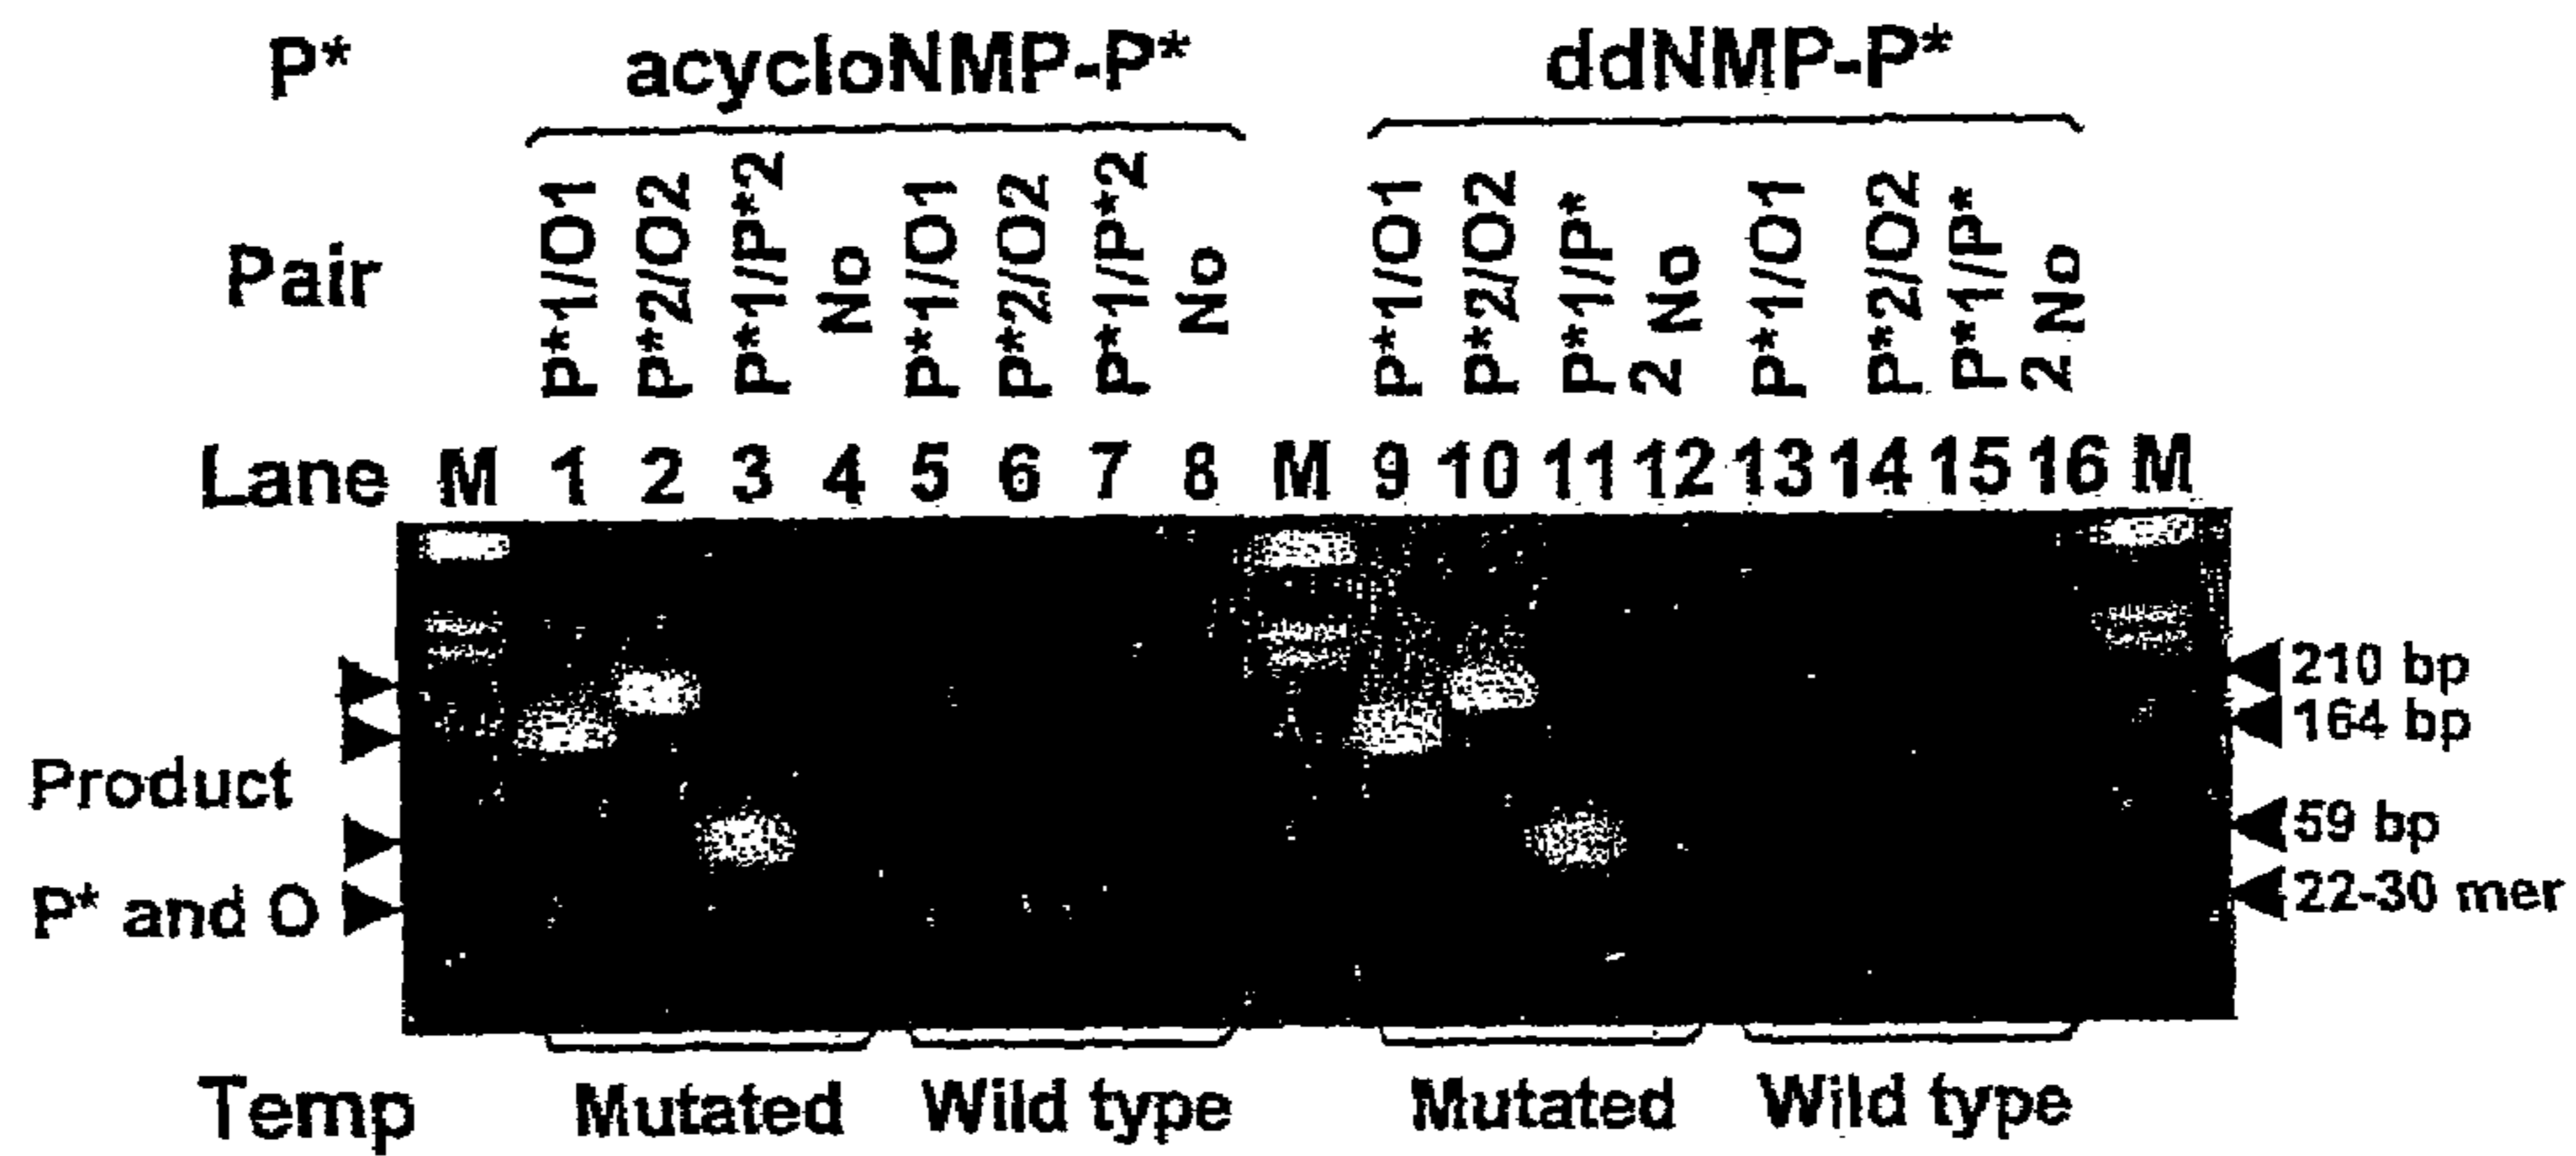 P* acycloNMP-P* ddNMP-P*
Pair P*1/O1 P*2/O2 P*1/P*2 No P*1/O1 P*2/O2 P*1/P*2 No P*1/O1 P*2/O2 P*1/P* 2 No P*1/O1 P*2/O2 P*1/P* 2 No
Lane M 1 2 3 4 5 6 7 8 M 9 10 11 12 13 14 15 16 M
210 bp
164 bp
Product
59 bp
P* and O 22-30 mer
Temp Mutated Wild type Mutated Wild type